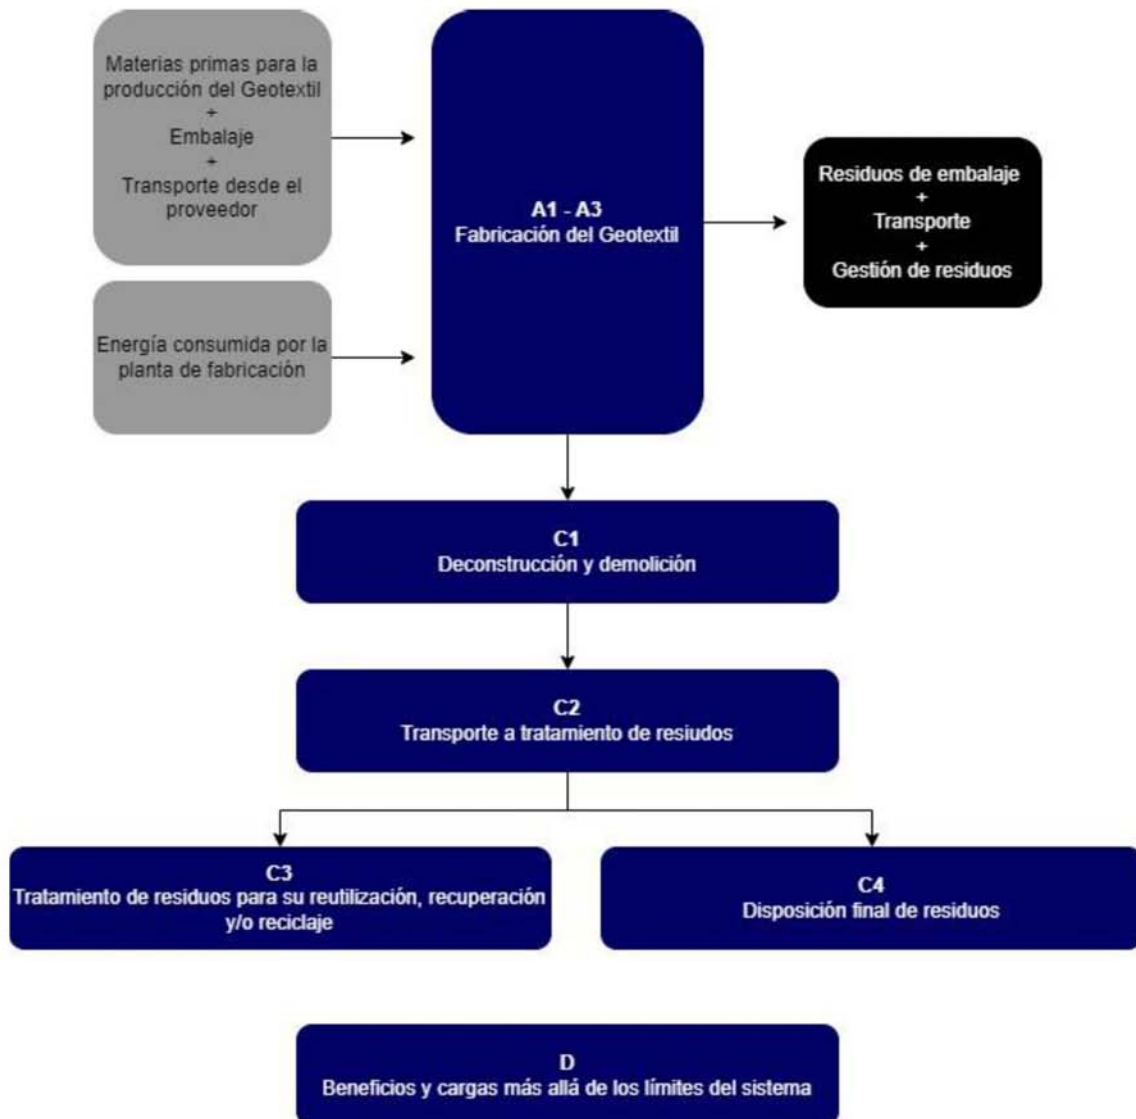 Materias primas para la
producción del Geotextil
+
Embalaje
+
Transporte desde el
proveedor
Energía consumida por la
planta de fabricación
A1 - A3
Fabricación del Geotextil
Residuos de embalaje
+
Transporte
+
Gestión de residuos
C1
Deconstrucción y demolición
C2
Transporte a tratamiento de resiudos
C3
Tratamiento de residuos para su reutilización, recuperación
y/o reciclaje
C4
Disposición final de residuos
D
Beneficios y cargas más allá de los límites del sistema